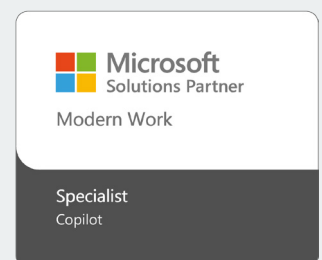 Microsoft
Solutions Partner
Modern Work
Specialist
Copilot